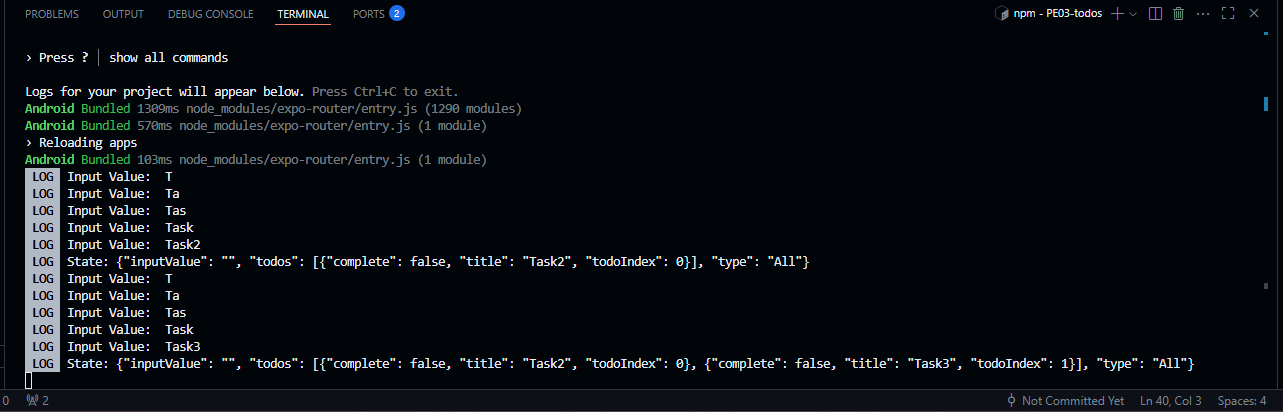 PROBLEMS OUTPUT DEBUG CONSOLE TERMINAL PORTS 2 npm - PE03-todos
› Press ? │ show all commands
Logs for your project will appear below. Press Ctrl+C to exit.
Android Bundled 1309ms node_modules/expo-router/entry.js (1290 modules)
Android Bundled 570ms node_modules/expo-router/entry.js (1 module)
› Reloading apps
Android Bundled 103ms node_modules/expo-router/entry.js (1 module)
LOG Input Value: T
LOG Input Value: Ta
LOG Input Value: Tas
LOG Input Value: Task
LOG Input Value: Task2
LOG State: {"inputValue": "", "todos": [{"complete": false, "title": "Task2", "todoIndex": 0}], "type": "All"}
LOG Input Value: T
LOG Input Value: Ta
LOG Input Value: Tas
LOG Input Value: Task
LOG Input Value: Task3
LOG State: {"inputValue": "", "todos": [{"complete": false, "title": "Task2", "todoIndex": 0}, {"complete": false, "title": "Task3", "todoIndex": 1}], "type": "All"}
0 2 Not Committed Yet Ln 40, Col 3 Spaces: 4